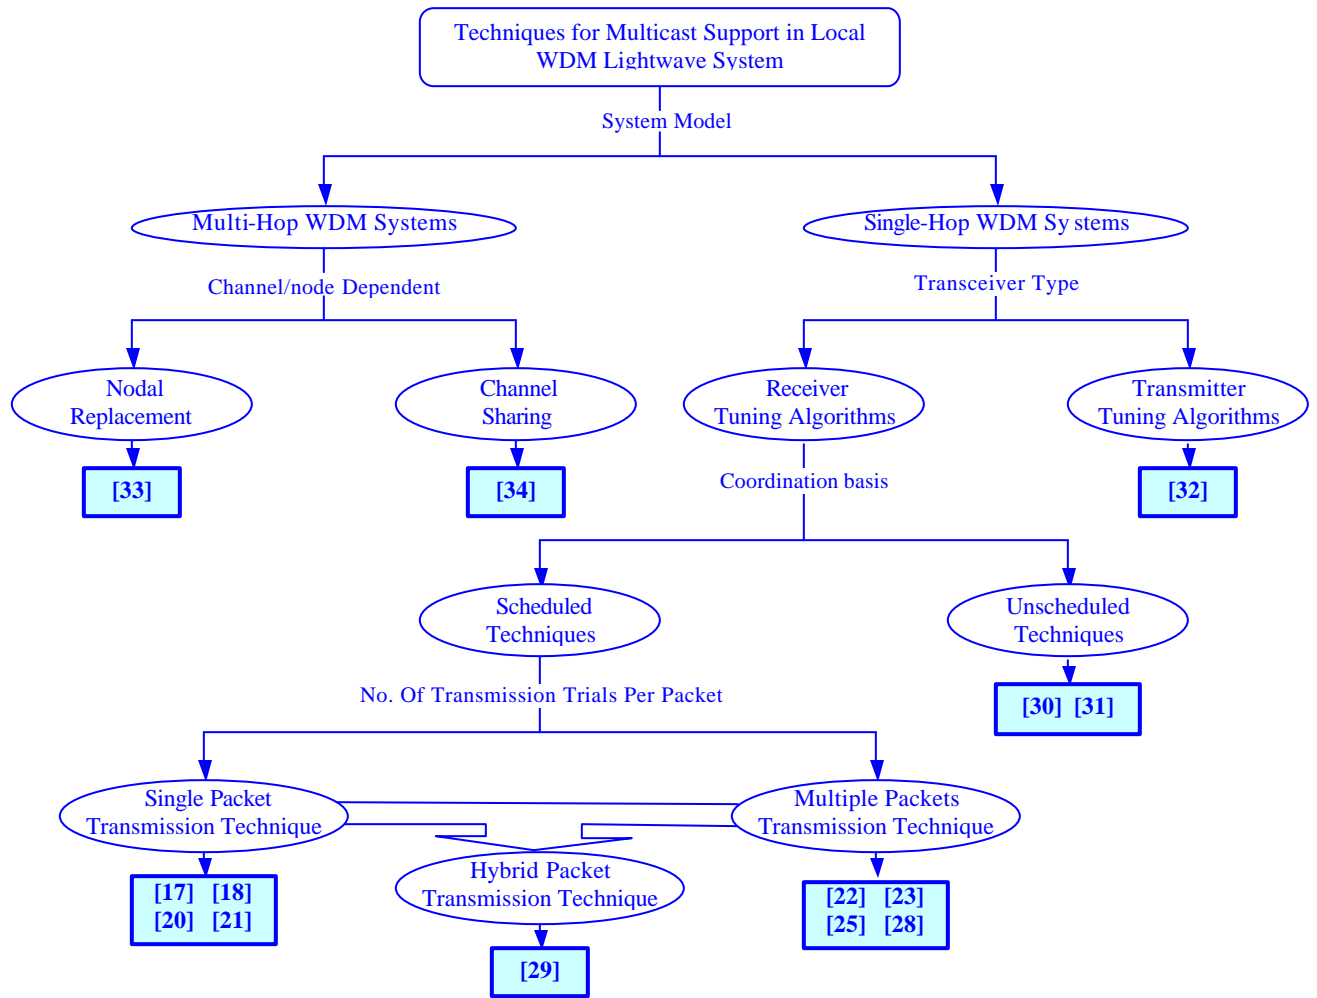 Techniques for Multicast Support in Local
WDM Lightwave System
System Model
Multi-Hop WDM Systems
Single-Hop WDM Systems
Channel/node Dependent
Transceiver Type
Nodal
Replacement
Channel
Sharing
Receiver
Tuning Algorithms
Transmitter
Tuning Algorithms
[33]
[34]
Coordination basis
[32]
Scheduled
Techniques
Unscheduled
Techniques
No. Of Transmission Trials Per Packet
[30] [31]
Single Packet
Transmission Technique
Multiple Packets
Transmission Technique
Hybrid Packet
Transmission Technique
[17] [18]
[20] [21]
[22] [23]
[25] [28]
[29]